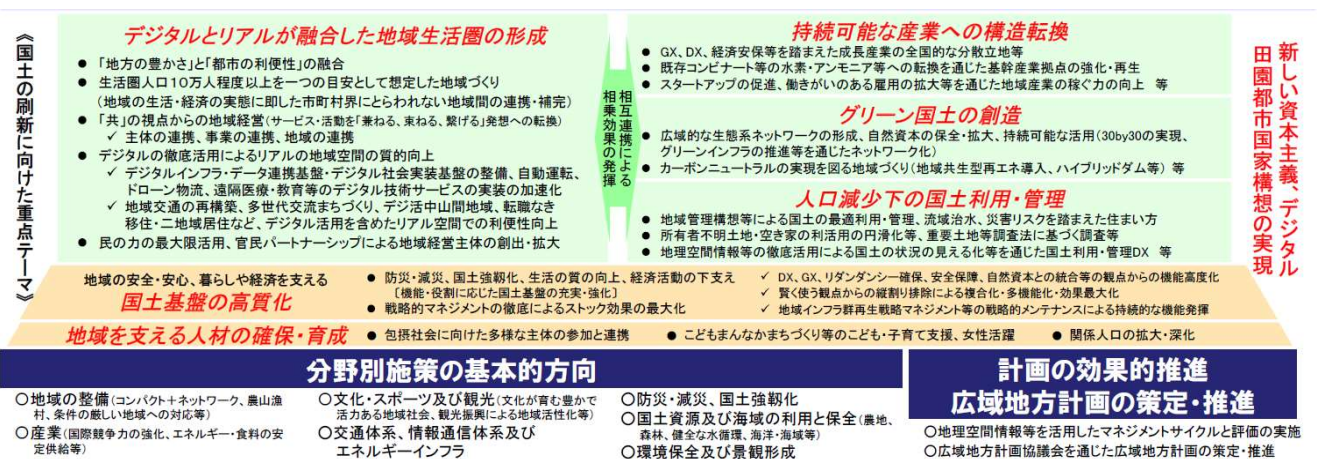 《国土の刷新に向けた重点テーマ》
デジタルとリアルが融合した地域生活圏の形成
● 「地方の豊かさ」と「都市の利便性」の融合
● 生活圏人口10万人程度以上を一つの目安として想定した地域づくり
（地域の生活・経済の実態に即した市町村界にとらわれない地域間の連携・補完）
● 「共」の視点からの地域経営（サービス・活動を「兼ねる、束ねる、繋げる」発想への転換）
✓ 主体の連携、事業の連携、地域の連携
● デジタルの徹底活用によるリアルの地域空間の質的向上
✓ デジタルインフラ・データ連携基盤・デジタル社会実装基盤の整備、自動運転、
ドローン物流、遠隔医療・教育等のデジタル技術サービスの実装の加速化
✓ 地域交通の再構築、多世代交流まちづくり、デジ活中山間地域、転職なき
移住・二地域居住など、デジタル活用を含めたリアル空間での利便性向上
● 民の力の最大限活用、官民パートナーシップによる地域経営主体の創出・拡大
相互連携による
相乗効果の発揮
持続可能な産業への構造転換
● GX、DX、経済安保等を踏まえた成長産業の全国的な分散立地等
● 既存コンビナート等の水素・アンモニア等への転換を通じた基幹産業拠点の強化・再生
● スタートアップの促進、働きがいのある雇用の拡大等を通じた地域産業の稼ぐ力の向上 等
グリーン国土の創造
● 広域的な生態系ネットワークの形成、自然資本の保全・拡大、持続可能な活用（30by30の実現、
グリーンインフラの推進等を通じたネットワーク化）
● カーボンニュートラルの実現を図る地域づくり（地域共生型再エネ導入、ハイブリッドダム等） 等
人口減少下の国土利用・管理
● 地域管理構想等による国土の最適利用・管理、流域治水、災害リスクを踏まえた住まい方
● 所有者不明土地・空き家の利活用の円滑化等、重要土地等調査法に基づく調査等
● 地理空間情報等の徹底活用による国土の状況の見える化等を通じた国土利用・管理DX 等
新しい資本主義、デジタル
田園都市国家構想の実現
地域の安全・安心、暮らしや経済を支える
国土基盤の高質化
● 防災・減災、国土強靱化、生活の質の向上、経済活動の下支え
〔機能・役割に応じた国土基盤の充実・強化〕
● 戦略的マネジメントの徹底によるストック効果の最大化
✓ DX、GX、リダンダンシー確保、安全保障、自然資本との統合等の観点からの機能高度化
✓ 賢く使う観点からの縦割り排除による複合化・多機能化・効果最大化
✓ 地域インフラ群再生戦略マネジメント等の戦略的メンテナンスによる持続的な機能発揮
地域を支える人材の確保・育成
● 包摂社会に向けた多様な主体の参加と連携
● こどもまんなかまちづくり等のこども・子育て支援、女性活躍
● 関係人口の拡大・深化
分野別施策の基本的方向
○地域の整備（コンパクト+ネットワーク、農山漁
村、条件の厳しい地域への対応等）
○産業（国際競争力の強化、エネルギー・食料の安
定供給等）
○文化・スポーツ及び観光（文化が育む豊かで
活力ある地域社会、観光振興による地域活性化等）
○交通体系、情報通信体系及び
エネルギーインフラ
○防災・減災、国土強靱化
○国土資源及び海域の利用と保全（農地、
森林、健全な水循環、海洋・海域等）
○環境保全及び景観形成
計画の効果的推進
広域地方計画の策定・推進
○地理空間情報等を活用したマネジメントサイクルと評価の実施
○広域地方計画協議会を通じた広域地方計画の策定・推進